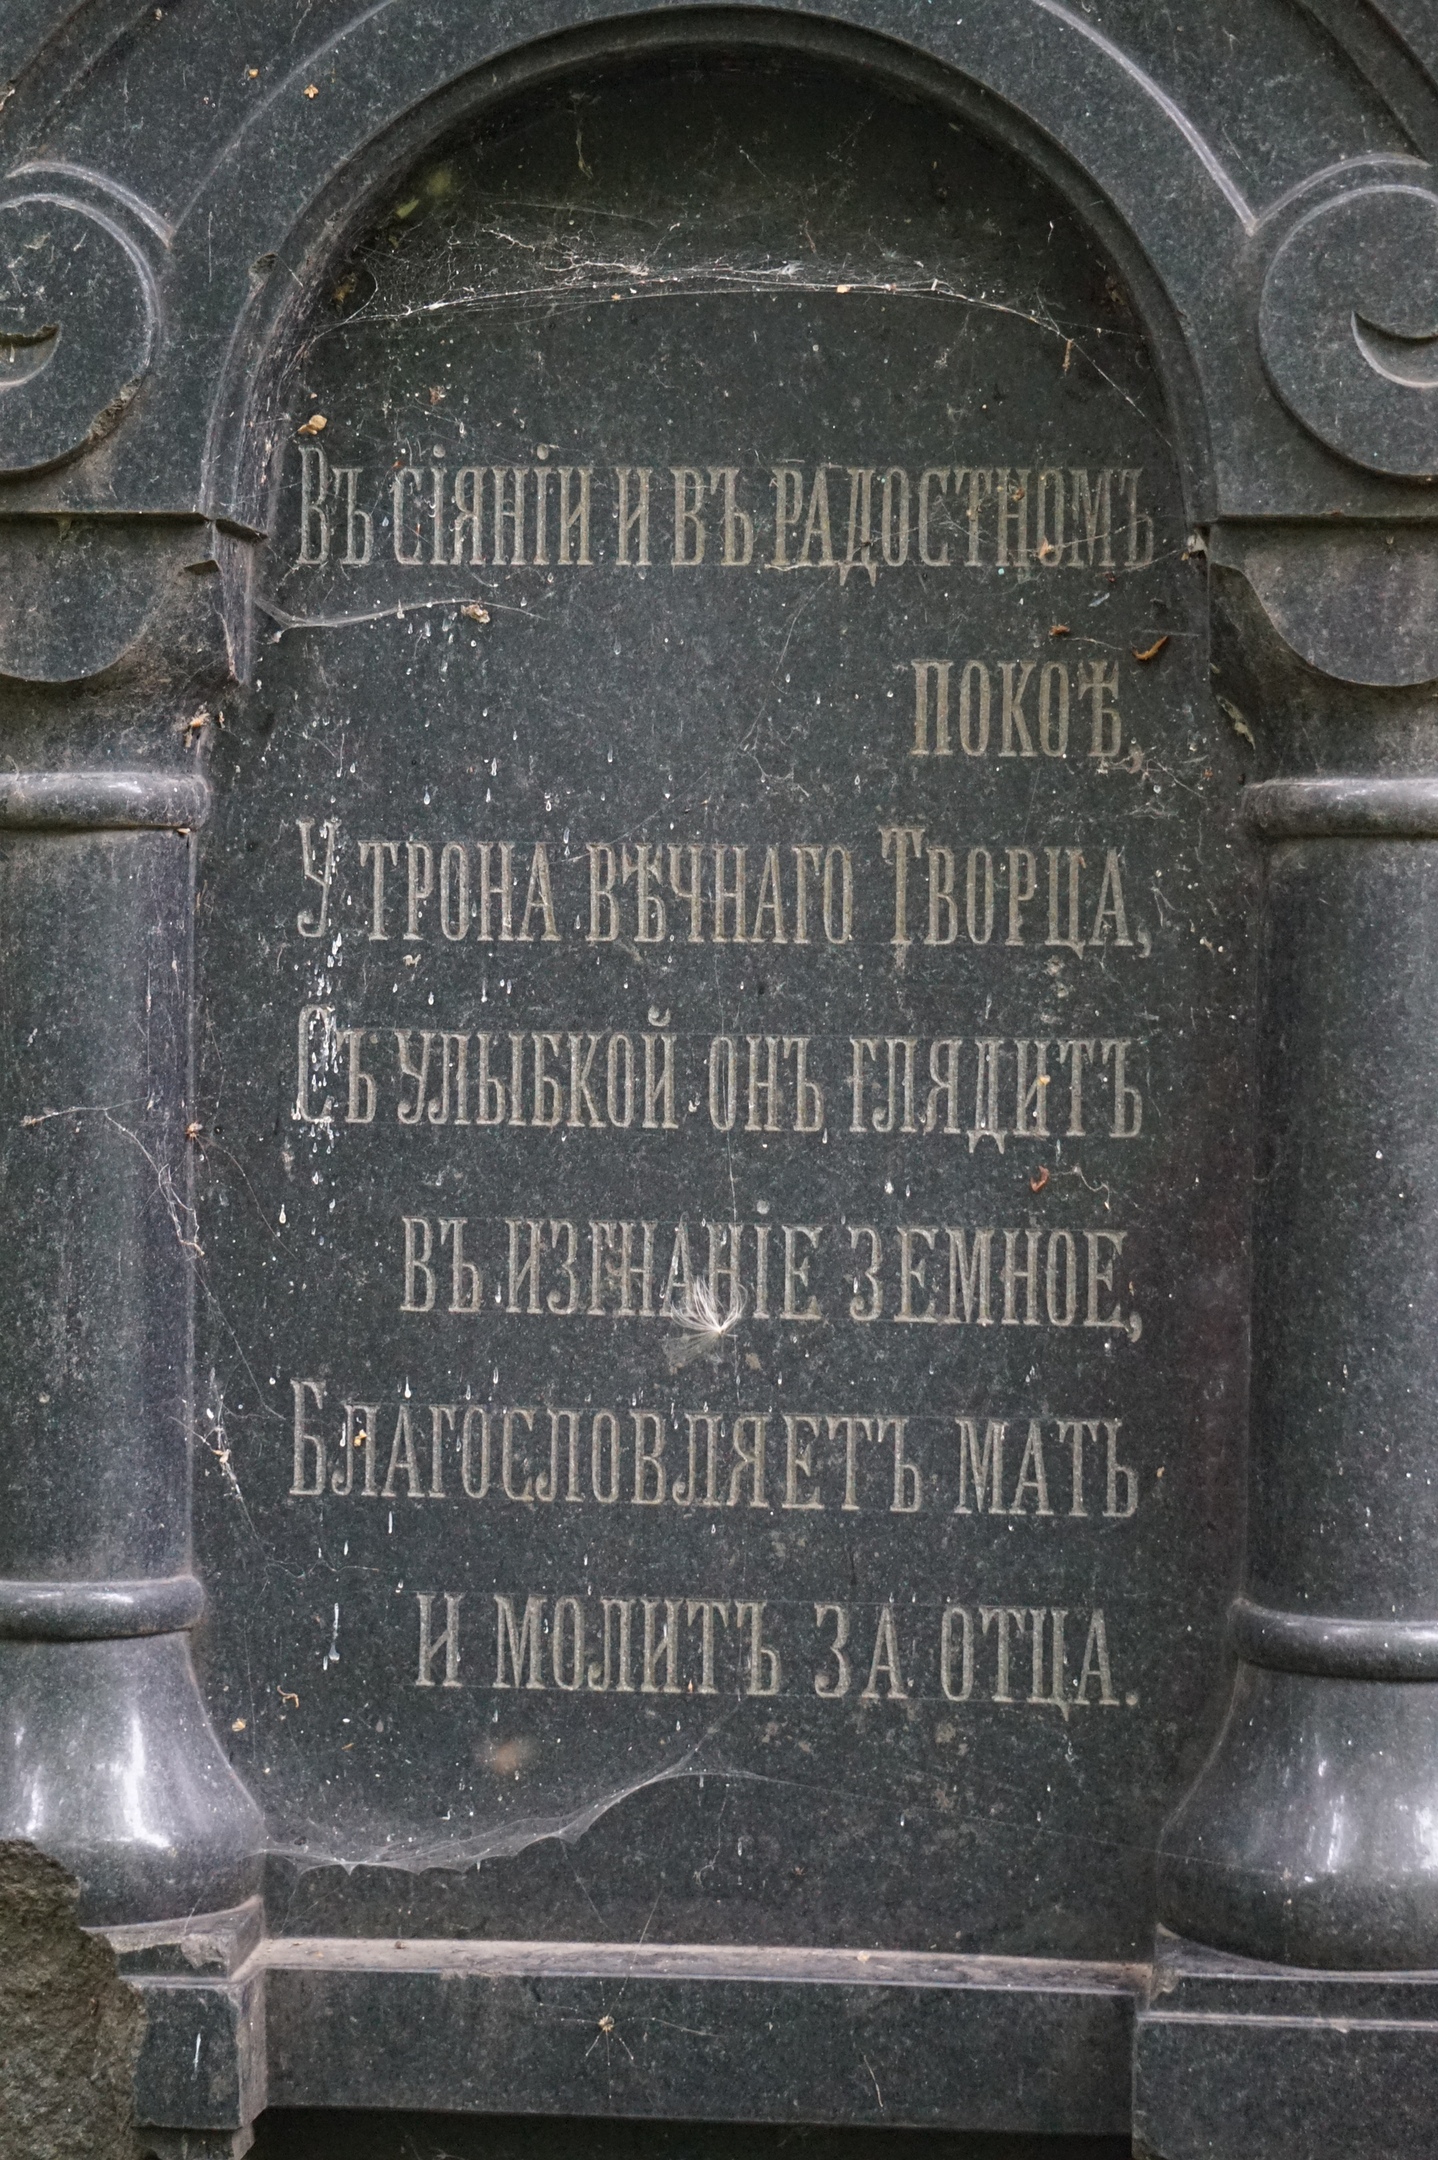 Въ сіянiи и въ радостномъ
покоѣ,
У трона вѣчнаго Творца,
Съ улыбкой онъ глядитъ
въ изгнаніе земное,
Благословляетъ мать
и молитъ за отца.